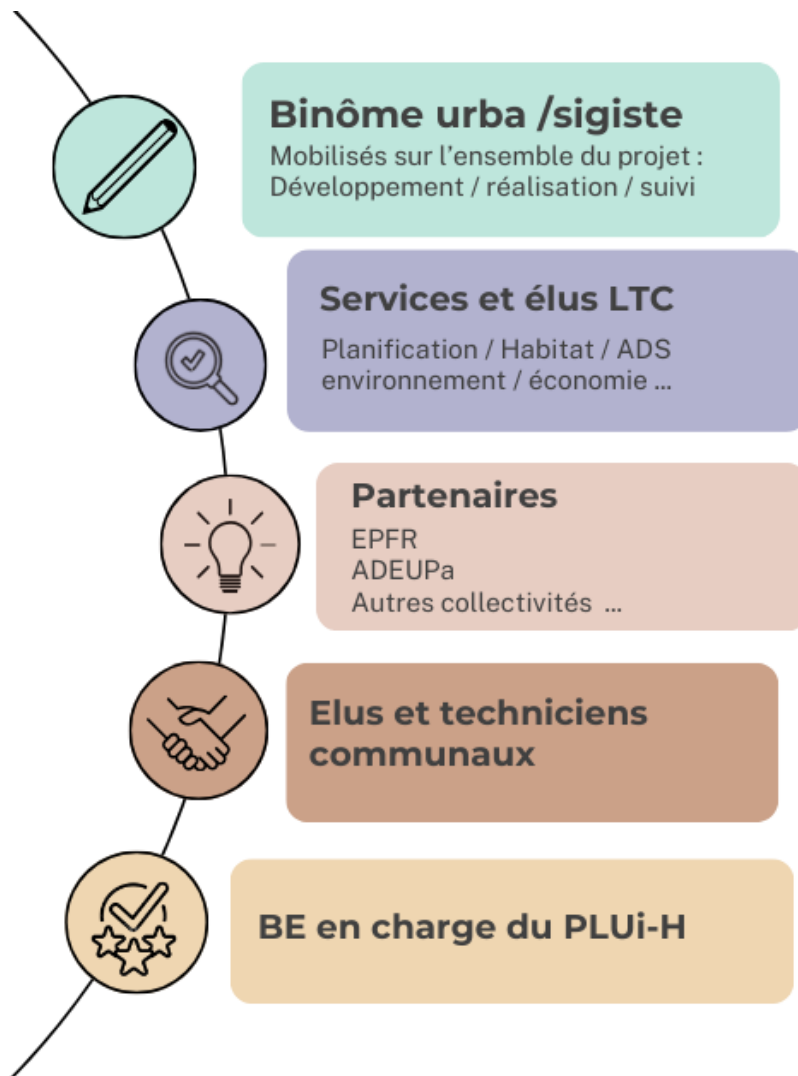 Binôme urba /sigiste
Mobilisés sur l'ensemble du projet :
Développement / réalisation / suivi
Services et élus LTC
Planification / Habitat / ADS
environnement / économie ...
Partenaires
EPFR
ADEUPa
Autres collectivités ...
Elus et techniciens
communaux
BE en charge du PLUi-H